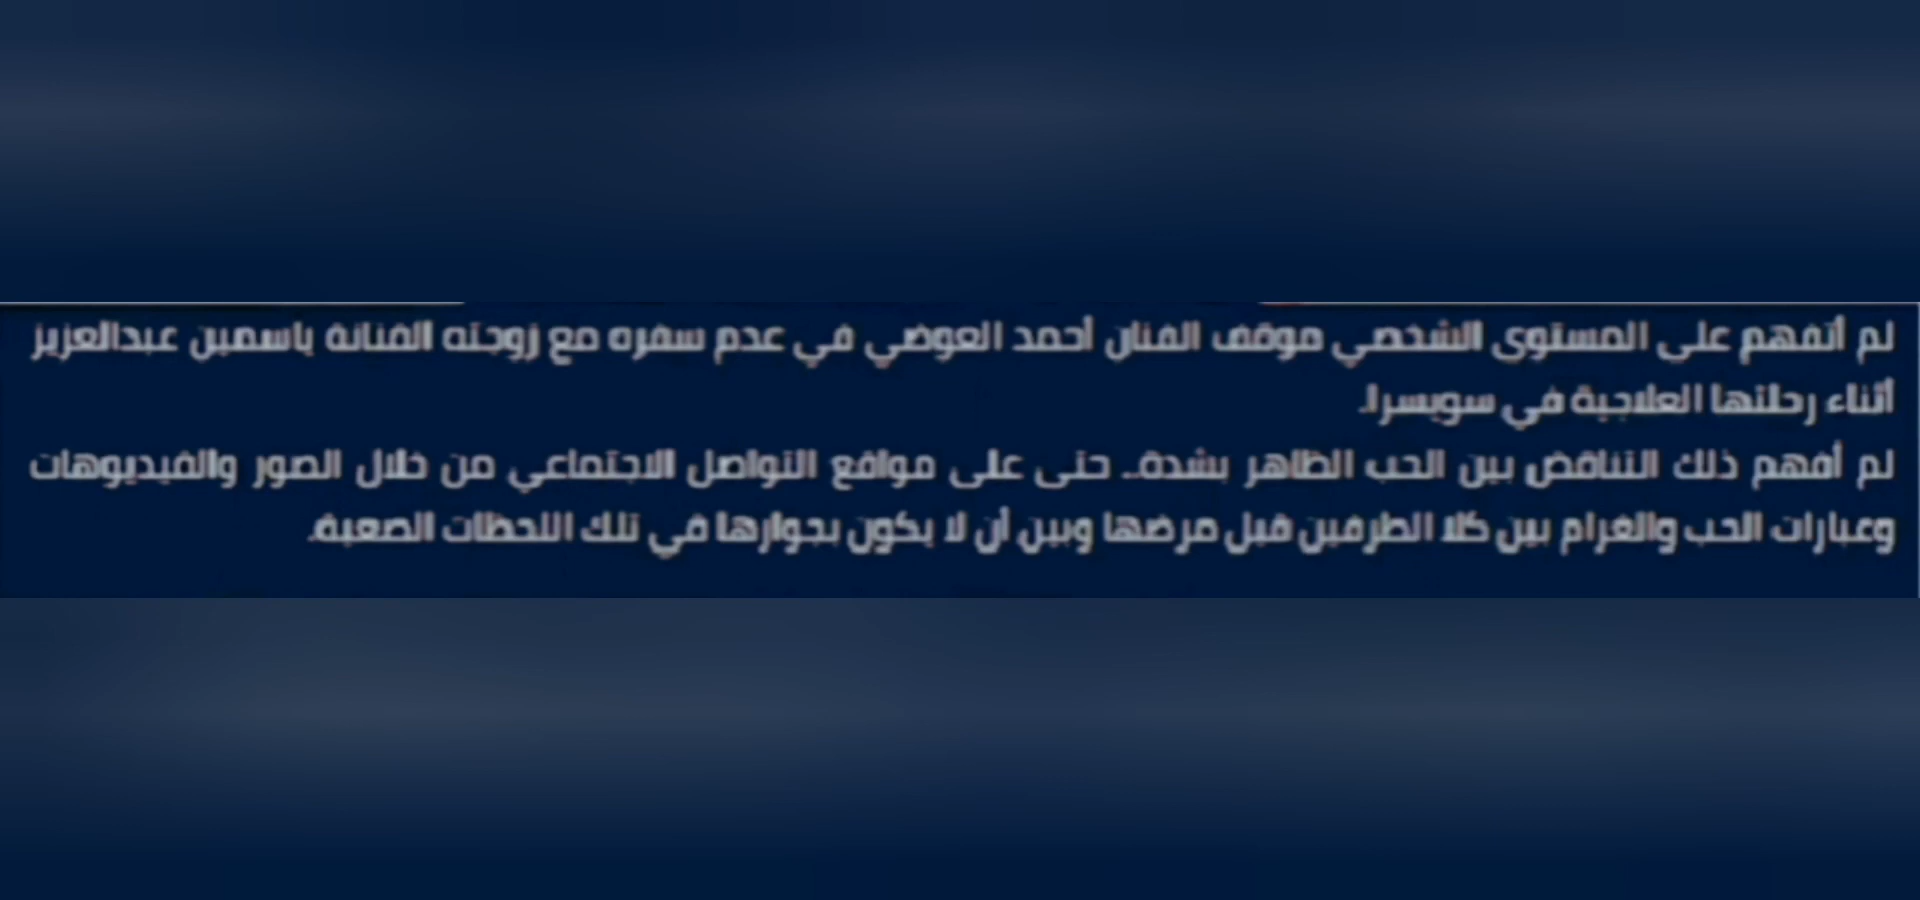 لم أتفهم على المستوى الشخصي موقف الفنان أحمد العوضي في عدم سفره مع زوجته الفنانة ياسمين عبدالعزيز
أثناء رحلتها العلاجية في سويسرا.
لم أفهم ذلك التناقض بين الحب الظاهر بشدة.. حتى على مواقع التواصل الاجتماعي من خلال الصور والفيديوهات
وعبارات الحب والغرام بين كلا الطرفين قبل مرضها وبين أن لا يكون بجوارها في تلك اللحظات الصعبة.